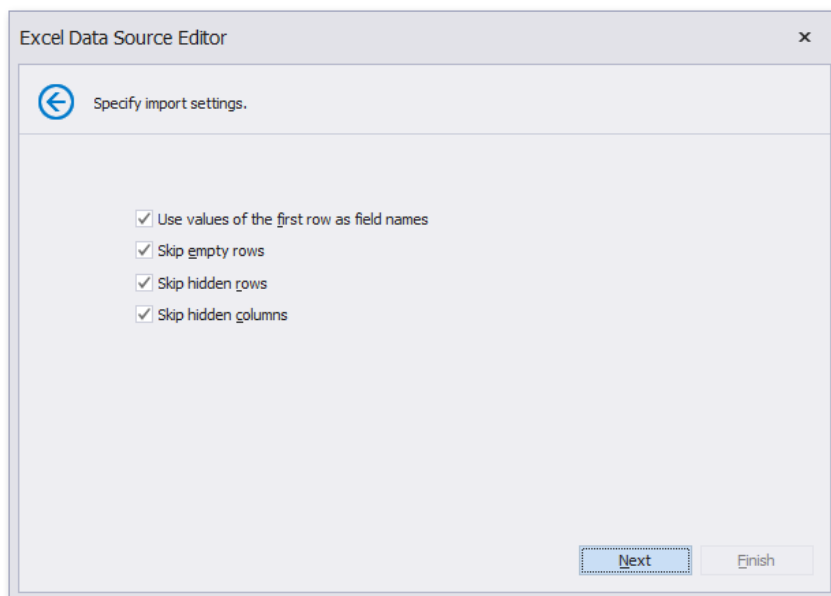 Excel Data Source Editor
Specify import settings.
Use values of the first row as field names
Skip empty rows
Skip hidden rows
Skip hidden columns
Next Finish